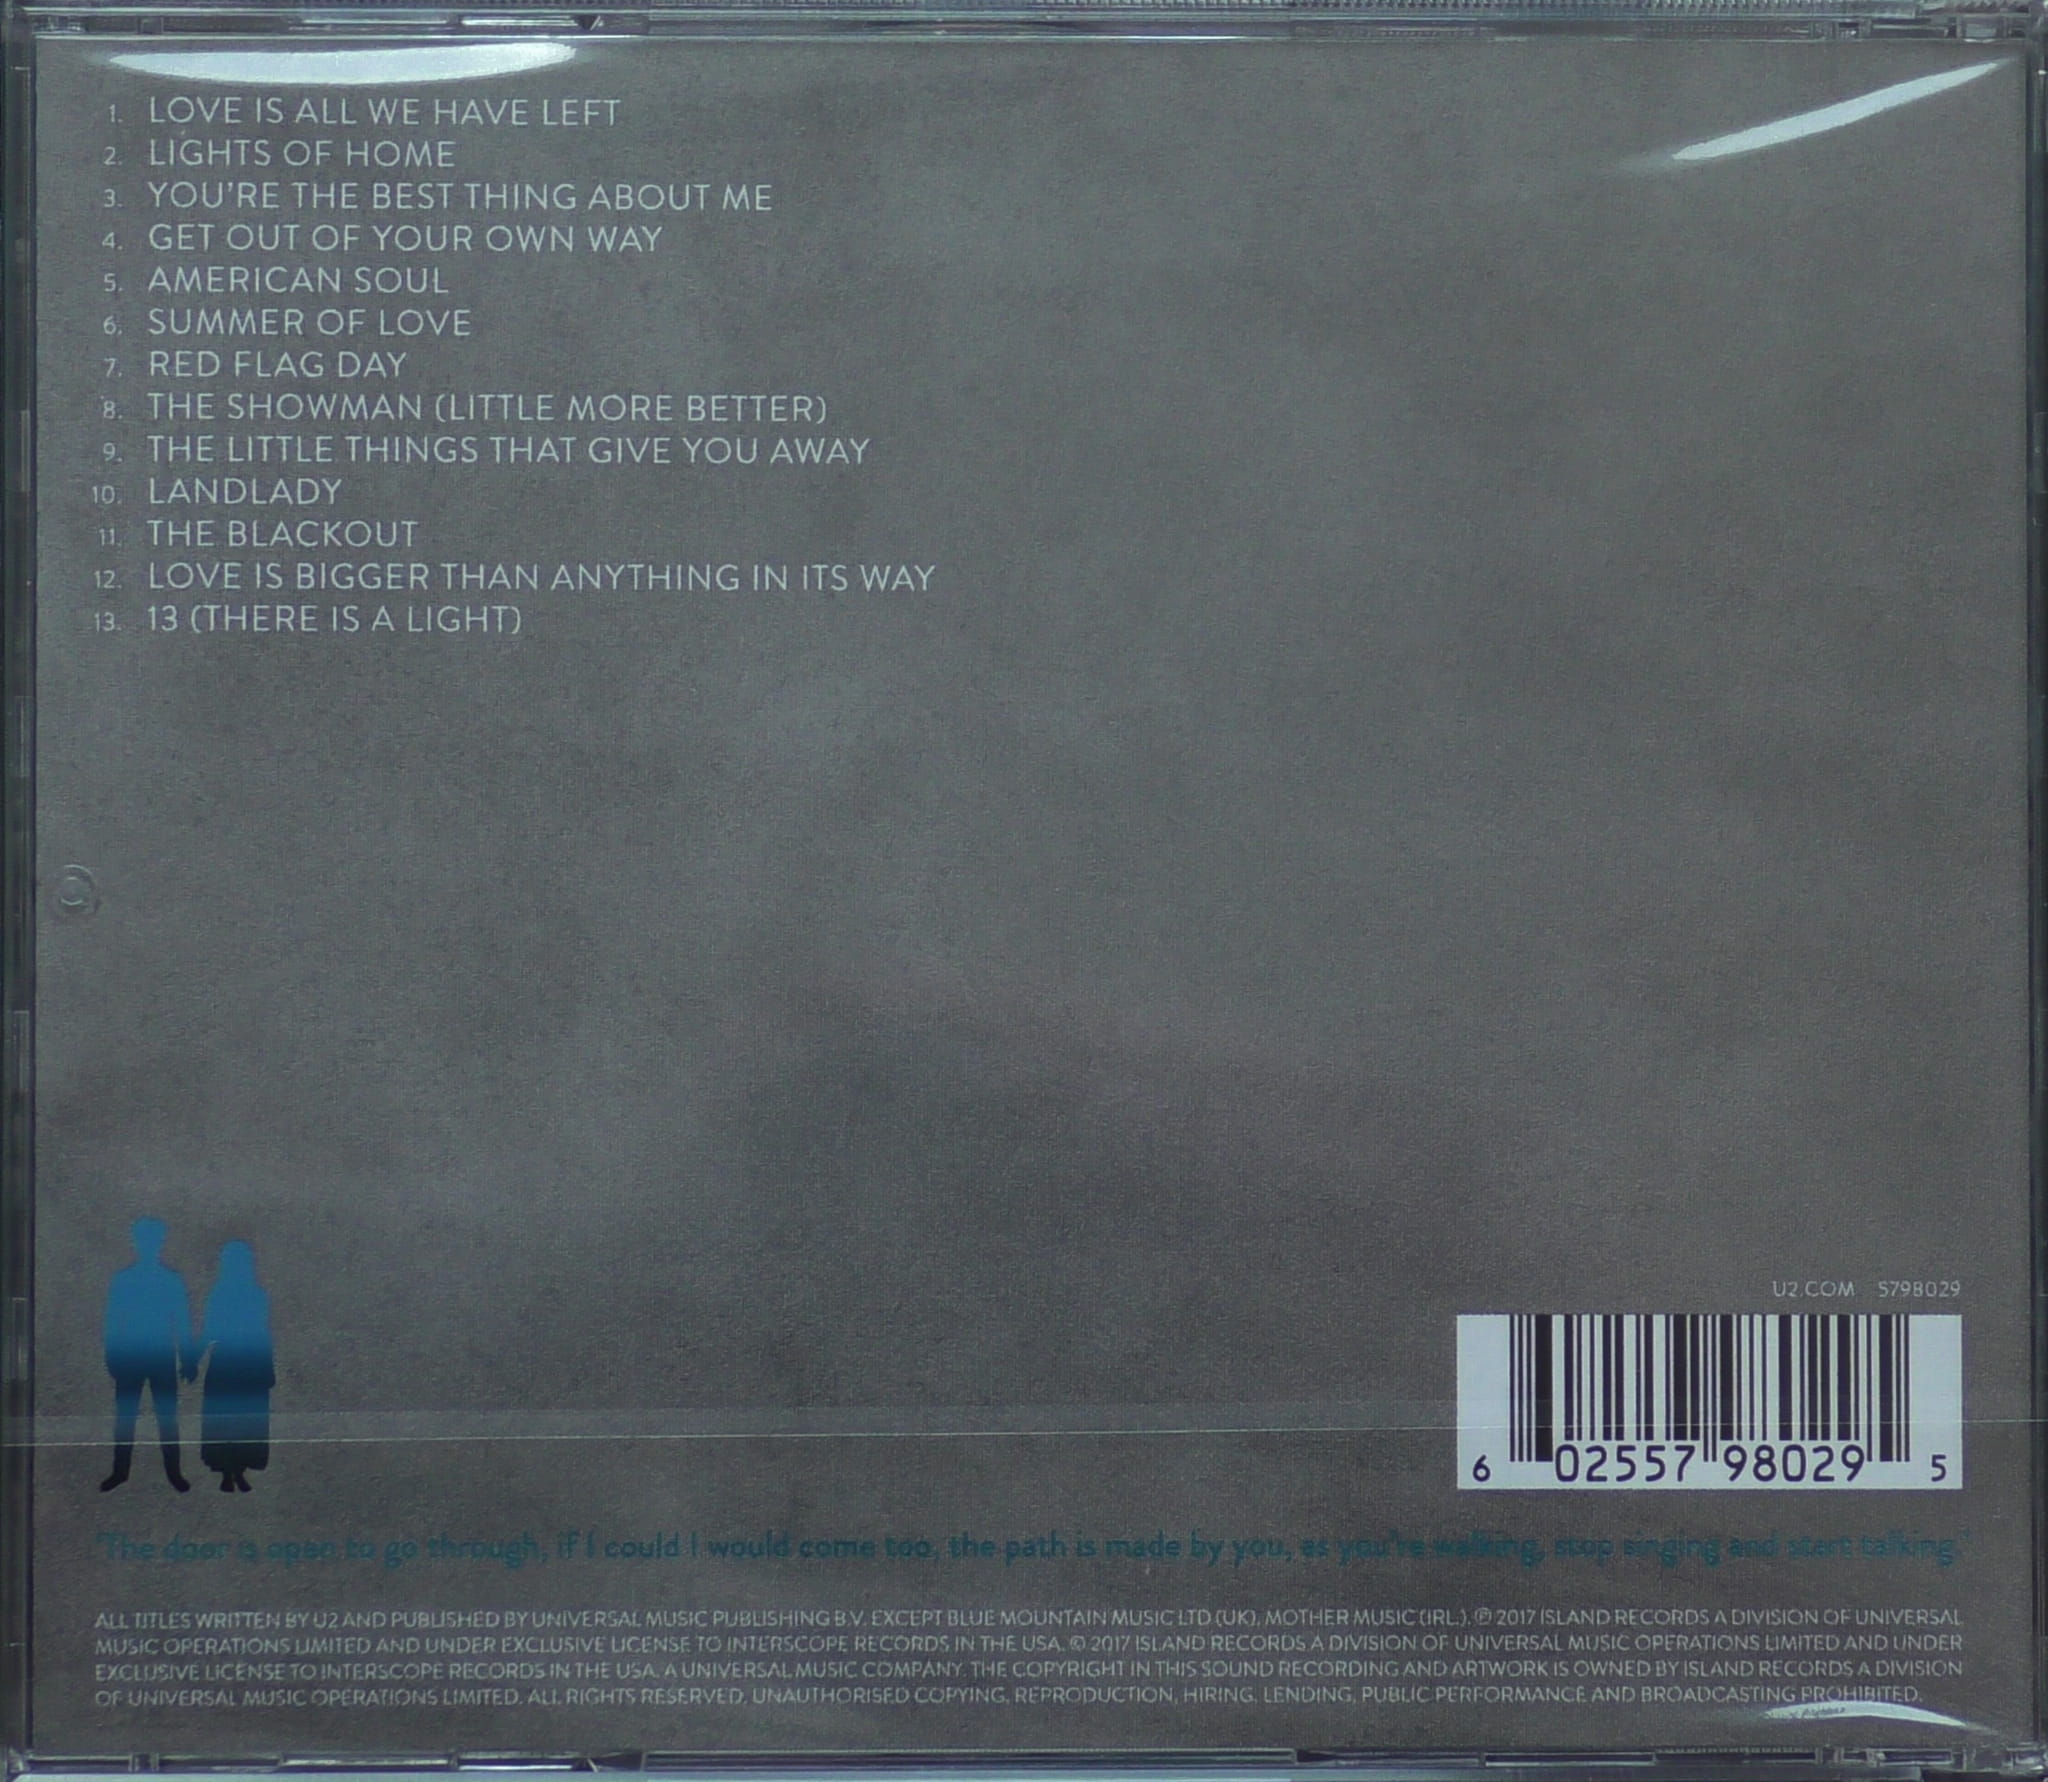 1. LOVE IS ALL WE HAVE LEFT
2. LIGHTS OF HOME
3. YOU'RE THE BEST THING ABOUT ME
4. GET OUT OF YOUR OWN WAY
5. AMERICAN SOUL
6. SUMMER OF LOVE
7. RED FLAG DAY
8. THE SHOWMAN (LITTLE MORE BETTER)
9. THE LITTLE THINGS THAT GIVE YOU AWAY
10. LANDLADY
11. THE BLACKOUT
12. LOVE IS BIGGER THAN ANYTHING IN ITS WAY
13. 13 (THERE IS A LIGHT)
U2.COM 5798029
6 02557 98029 5
"The door is open to go through, if I could I would come too, the path is made by you, as you're walking, stop singing and start talking."
ALL TITLES WRITTEN BY U2 AND PUBLISHED BY UNIVERSAL MUSIC PUBLISHING B.V. EXCEPT BLUE MOUNTAIN MUSIC LTD (UK), MOTHER MUSIC (IRL.). ℗ 2017 ISLAND RECORDS A DIVISION OF UNIVERSAL
MUSIC OPERATIONS LIMITED AND UNDER EXCLUSIVE LICENSE TO INTERSCOPE RECORDS IN THE USA. © 2017 ISLAND RECORDS A DIVISION OF UNIVERSAL MUSIC OPERATIONS LIMITED AND UNDER
EXCLUSIVE LICENSE TO INTERSCOPE RECORDS IN THE USA. A UNIVERSAL MUSIC COMPANY. THE COPYRIGHT IN THIS SOUND RECORDING AND ARTWORK IS OWNED BY ISLAND RECORDS A DIVISION
OF UNIVERSAL MUSIC OPERATIONS LIMITED. ALL RIGHTS RESERVED. UNAUTHORISED COPYING, REPRODUCTION, HIRING, LENDING, PUBLIC PERFORMANCE AND BROADCASTING PROHIBITED.